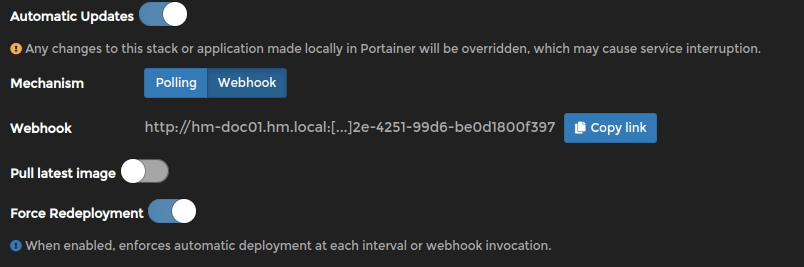 Automatic Updates
Any changes to this stack or application made locally in Portainer will be overridden, which may cause service interruption.
Mechanism Polling Webhook
Webhook http://hm-doc01.hm.local:[...]2e-4251-99d6-be0d1800f397 Copy link
Pull latest image
Force Redeployment
When enabled, enforces automatic deployment at each interval or webhook invocation.